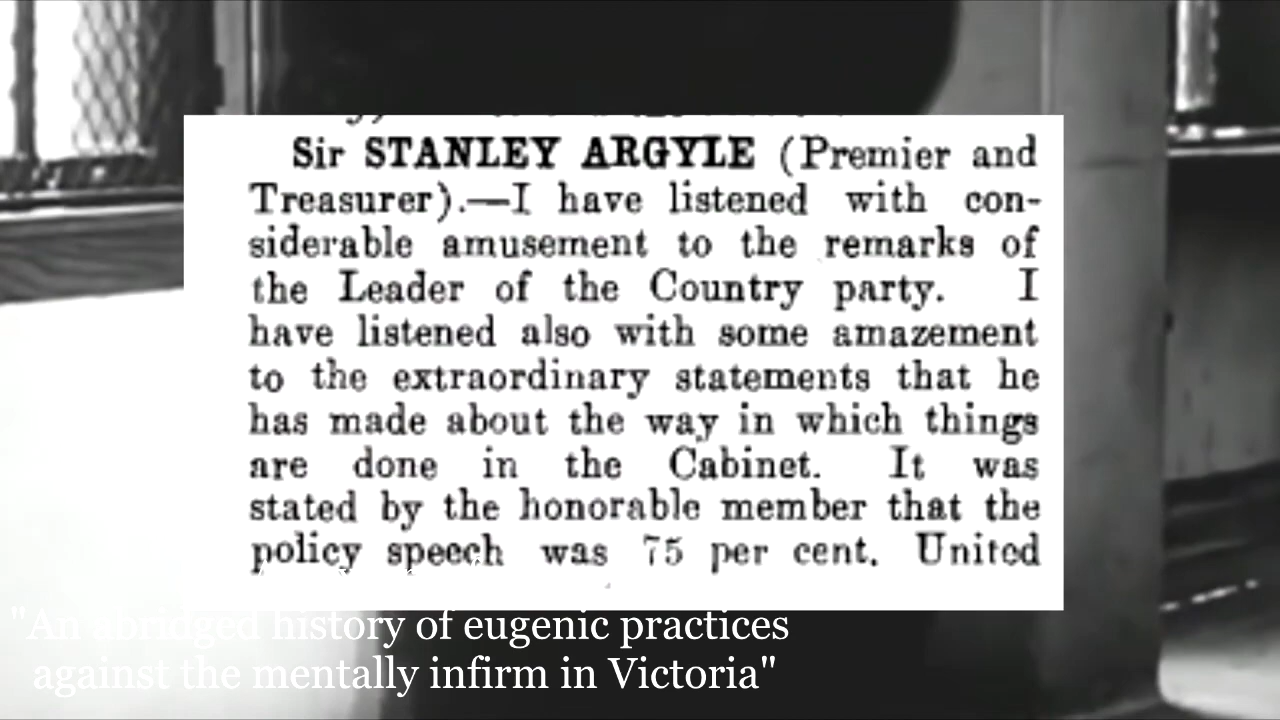 Sir STANLEY ARGYLE (Premier and
Treasurer).—I have listened with con-
siderable amusement to the remarks of
the Leader of the Country party. I
have listened also with some amazement
to the extraordinary statements that he
has made about the way in which things
are done in the Cabinet. It was
stated by the honorable member that the
policy speech was 75 per cent. United
"An abridged history of eugenic practices
against the mentally infirm in Victoria"